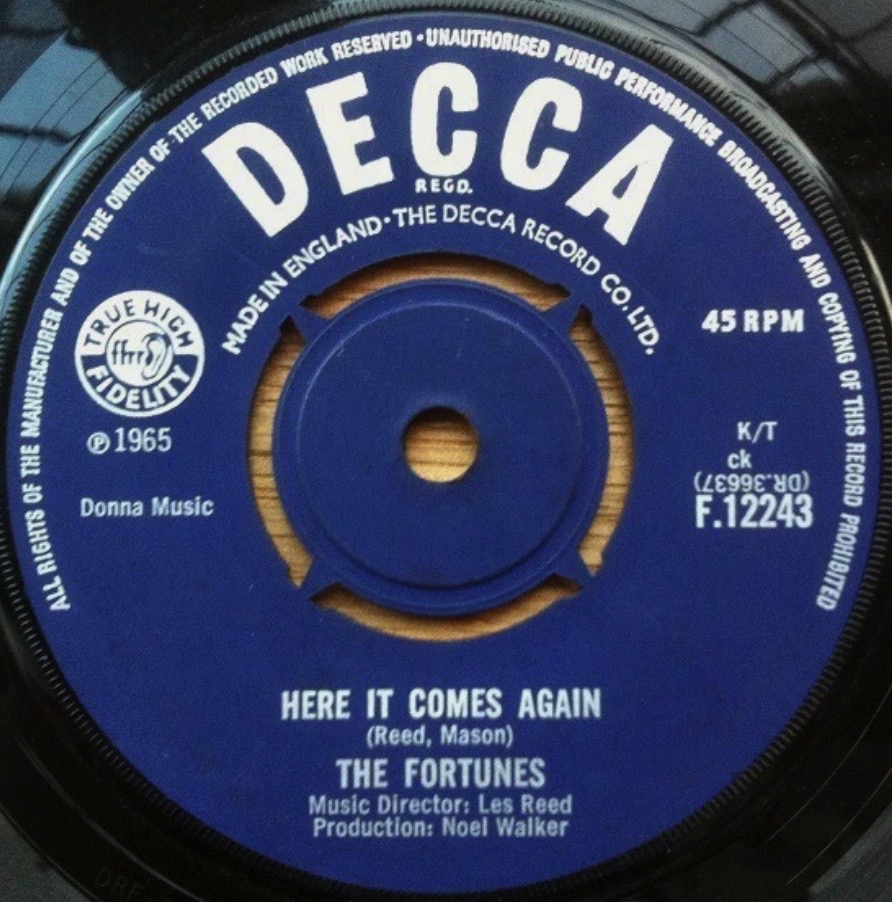 ALL RIGHTS OF THE MANUFACTURER AND OF THE OWNER OF THE RECORDED WORK RESERVED · UNAUTHORISED PUBLIC PERFORMANCE BROADCASTING AND COPYING OF THIS RECORD PROHIBITED
DECCA
REGD.
MADE IN ENGLAND · THE DECCA RECORD CO. LTD.
TRUE HIGH
ffrr
FIDELITY
45 RPM
℗ 1965
K/T
ck
(DR.36637)
Donna Music
F.12243
HERE IT COMES AGAIN
(Reed, Mason)
THE FORTUNES
Music Director: Les Reed
Production: Noel Walker